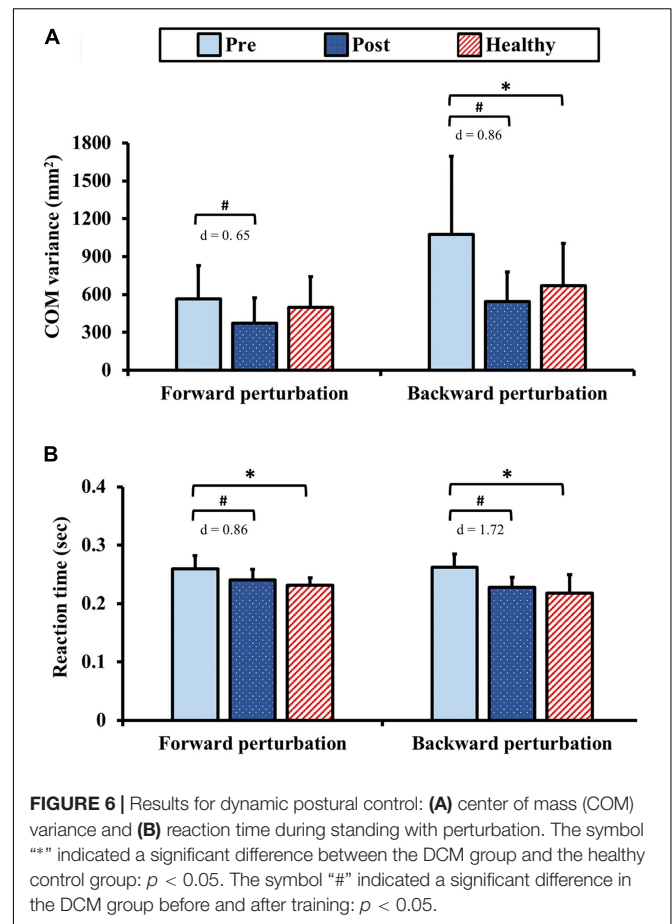 A
Pre Post Healthy
COM variance (mm²)
1800
1500
1200
900
600
300
0
#
d = 0. 65
*
#
d = 0.86
Forward perturbation Backward perturbation
B
Reaction time (sec)
0.4
0.3
0.2
0.1
0
*
#
d = 0.86
*
#
d = 1.72
Forward perturbation Backward perturbation
FIGURE 6 | Results for dynamic postural control: (A) center of mass (COM)
variance and (B) reaction time during standing with perturbation. The symbol
“*” indicated a significant difference between the DCM group and the healthy
control group: p < 0.05. The symbol “#” indicated a significant difference in
the DCM group before and after training: p < 0.05.